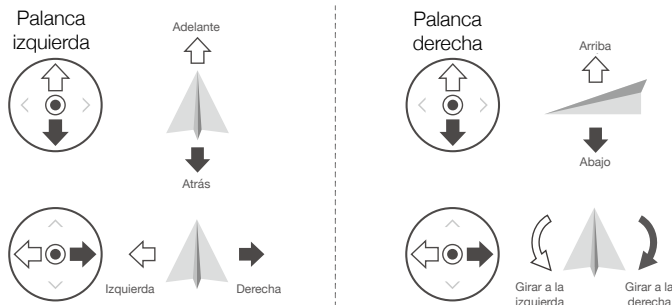 Palanca
izquierda
Adelante
Atrás
Izquierda
Derecha
Palanca
derecha
Arriba
Abajo
Girar a la
izquierda
Girar a la
derecha